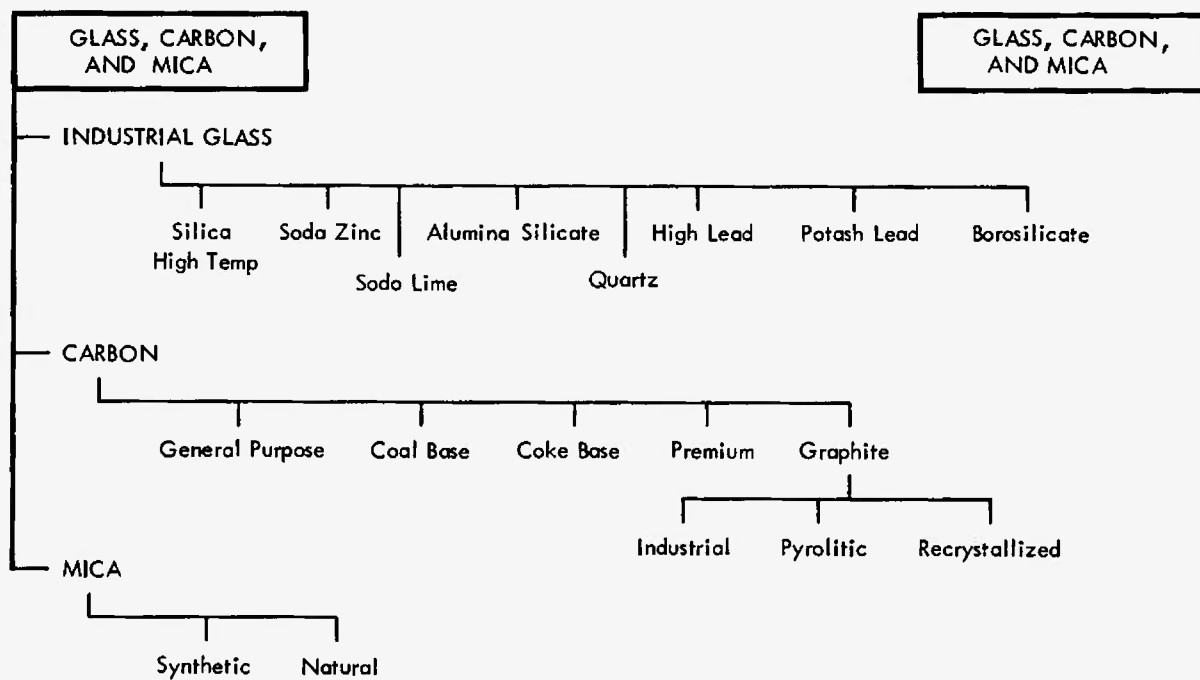 GLASS, CARBON,
AND MICA
GLASS, CARBON,
AND MICA
INDUSTRIAL GLASS
Silica
High Temp
Soda Zinc
Sodo Lime
Alumina Silicate
Quartz
High Lead
Potash Lead
Borosilicate
CARBON
General Purpose
Coal Base
Coke Base
Premium
Graphite
Industrial
Pyrolitic
Recrystallized
MICA
Synthetic
Natural